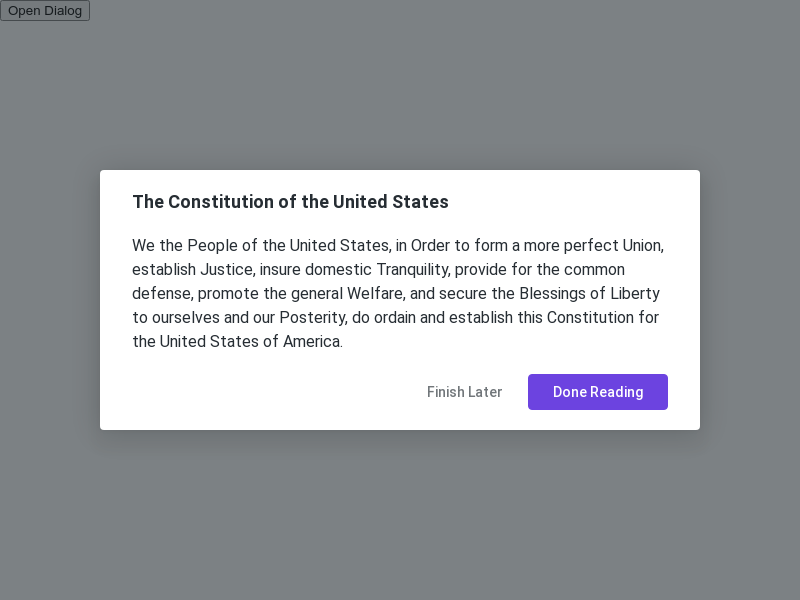 Open Dialog
The Constitution of the United States
We the People of the United States, in Order to form a more perfect Union,
establish Justice, insure domestic Tranquility, provide for the common
defense, promote the general Welfare, and secure the Blessings of Liberty
to ourselves and our Posterity, do ordain and establish this Constitution for
the United States of America.
Finish Later
Done Reading